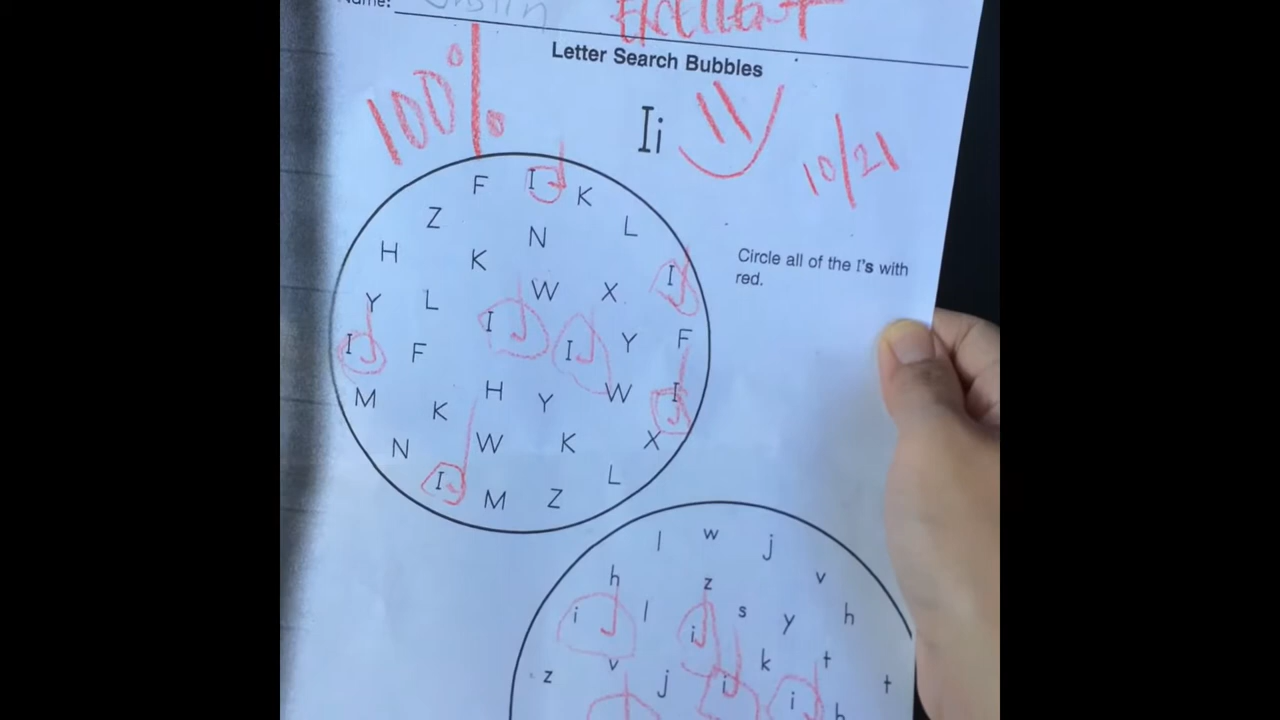 Name:
Excellent
Letter Search Bubbles
100%
Ii
10/21
Circle all of the I's with
red.
F I K
Z N L
H K I
W X
Y L I
I F I Y F
H Y W I
M K
N W K X
I M Z L
l w j
h z v
i l i s y h
z v j i k t t
i h